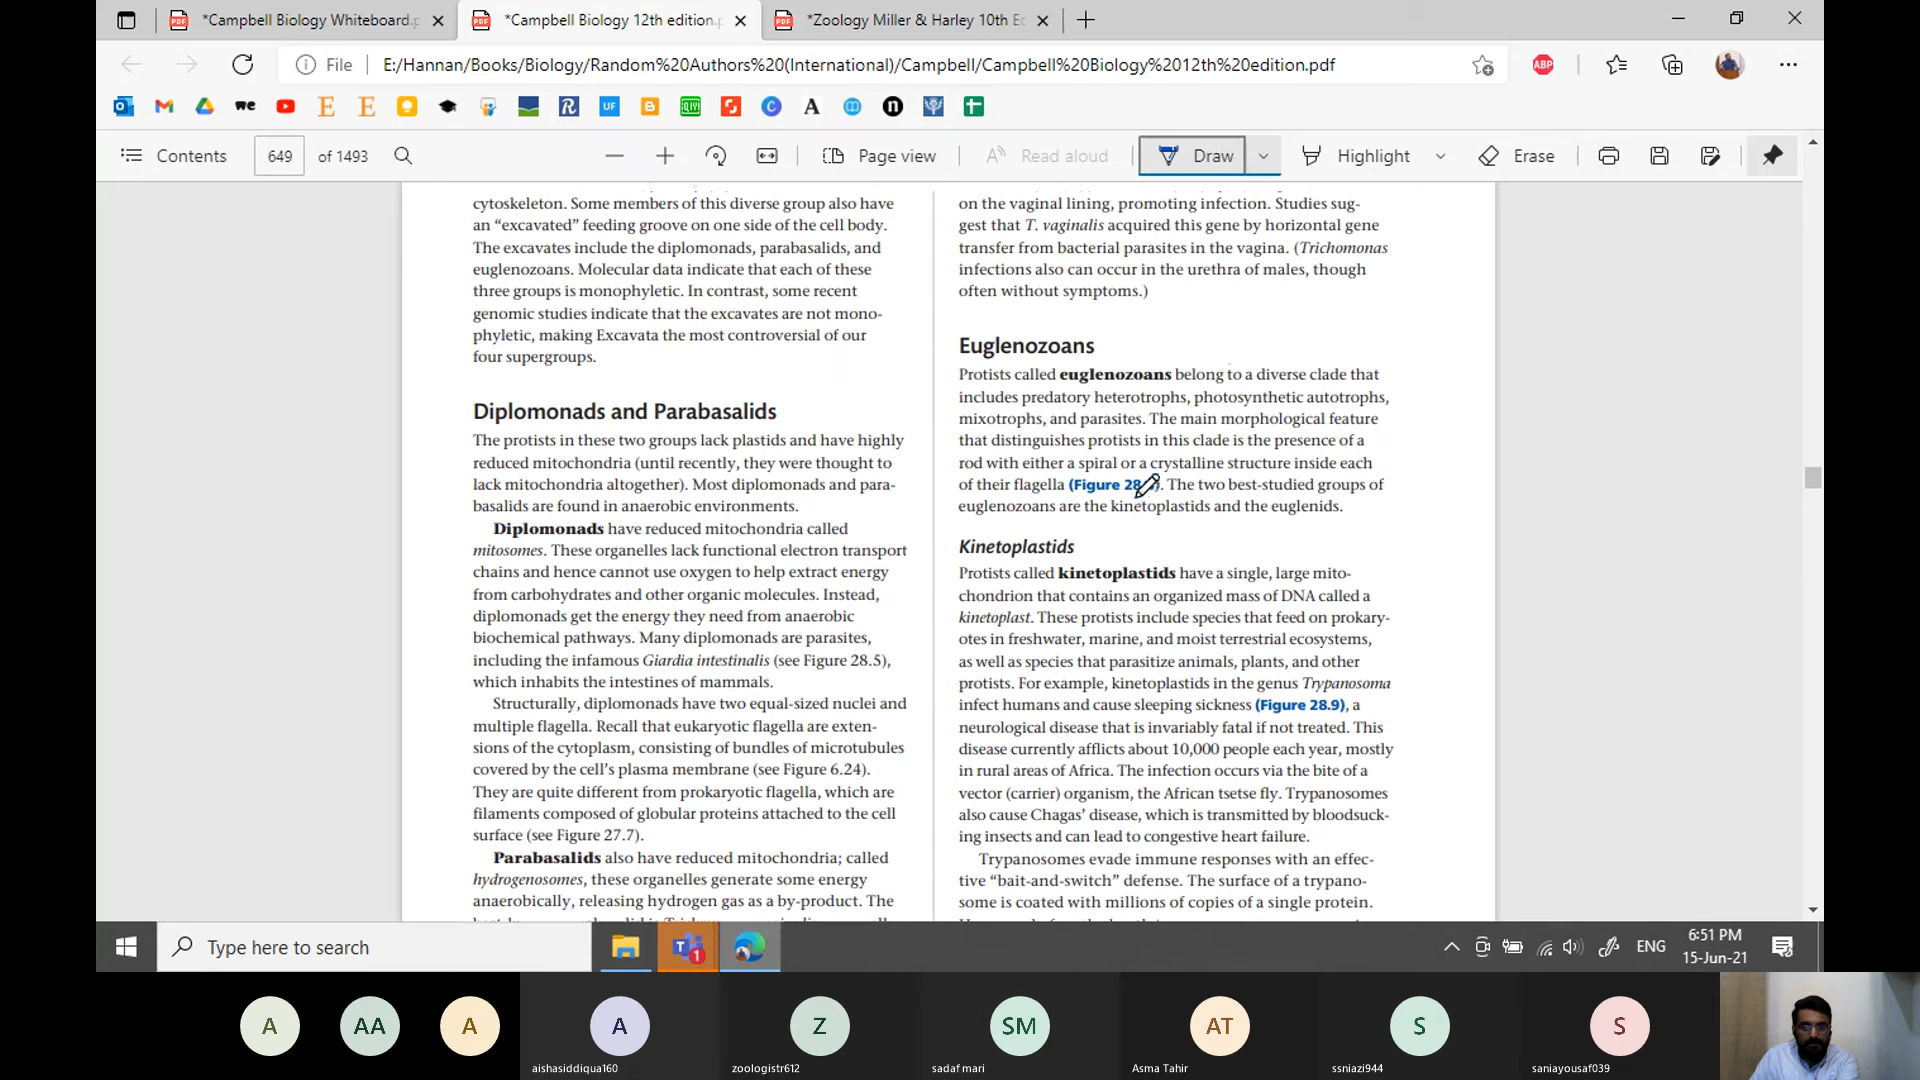 *Campbell Biology Whiteboard.p
*Campbell Biology 12th edition.p
*Zoology Miller & Harley 10th Ed
File
E:/Hannan/Books/Biology/Random%20Authors%20(International)/Campbell/Campbell%20Biology%2012th%20edition.pdf
ABP
Contents
649
of 1493
Page view
Read aloud
Draw
Highlight
Erase
cytoskeleton. Some members of this diverse group also have
an “excavated” feeding groove on one side of the cell body.
The excavates include the diplomonads, parabasalids, and
euglenozoans. Molecular data indicate that each of these
three groups is monophyletic. In contrast, some recent
genomic studies indicate that the excavates are not mono-
phyletic, making Excavata the most controversial of our
four supergroups.
Diplomonads and Parabasalids
The protists in these two groups lack plastids and have highly
reduced mitochondria (until recently, they were thought to
lack mitochondria altogether). Most diplomonads and para-
basalids are found in anaerobic environments.
Diplomonads have reduced mitochondria called
mitosomes. These organelles lack functional electron transport
chains and hence cannot use oxygen to help extract energy
from carbohydrates and other organic molecules. Instead,
diplomonads get the energy they need from anaerobic
biochemical pathways. Many diplomonads are parasites,
including the infamous Giardia intestinalis (see Figure 28.5),
which inhabits the intestines of mammals.
Structurally, diplomonads have two equal-sized nuclei and
multiple flagella. Recall that eukaryotic flagella are exten-
sions of the cytoplasm, consisting of bundles of microtubules
covered by the cell’s plasma membrane (see Figure 6.24).
They are quite different from prokaryotic flagella, which are
filaments composed of globular proteins attached to the cell
surface (see Figure 27.7).
Parabasalids also have reduced mitochondria; called
hydrogenosomes, these organelles generate some energy
anaerobically, releasing hydrogen gas as a by-product. The
on the vaginal lining, promoting infection. Studies sug-
gest that T. vaginalis acquired this gene by horizontal gene
transfer from bacterial parasites in the vagina. (Trichomonas
infections also can occur in the urethra of males, though
often without symptoms.)
Euglenozoans
Protists called euglenozoans belong to a diverse clade that
includes predatory heterotrophs, photosynthetic autotrophs,
mixotrophs, and parasites. The main morphological feature
that distinguishes protists in this clade is the presence of a
rod with either a spiral or a crystalline structure inside each
of their flagella (Figure 28. ). The two best-studied groups of
euglenozoans are the kinetoplastids and the euglenids.
Kinetoplastids
Protists called kinetoplastids have a single, large mito-
chondrion that contains an organized mass of DNA called a
kinetoplast. These protists include species that feed on prokary-
otes in freshwater, marine, and moist terrestrial ecosystems,
as well as species that parasitize animals, plants, and other
protists. For example, kinetoplastids in the genus Trypanosoma
infect humans and cause sleeping sickness (Figure 28.9), a
neurological disease that is invariably fatal if not treated. This
disease currently afflicts about 10,000 people each year, mostly
in rural areas of Africa. The infection occurs via the bite of a
vector (carrier) organism, the African tsetse fly. Trypanosomes
also cause Chagas’ disease, which is transmitted by bloodsuck-
ing insects and can lead to congestive heart failure.
Trypanosomes evade immune responses with an effec-
tive “bait-and-switch” defense. The surface of a trypano-
some is coated with millions of copies of a single protein.
Type here to search
1
ENG
6:51 PM
15-Jun-21
A
AA
A
A
Z
SM
AT
S
S
aishasiddiqua160
zoologistr612
sadaf mari
Asma Tahir
ssniazi944
saniayousaf039